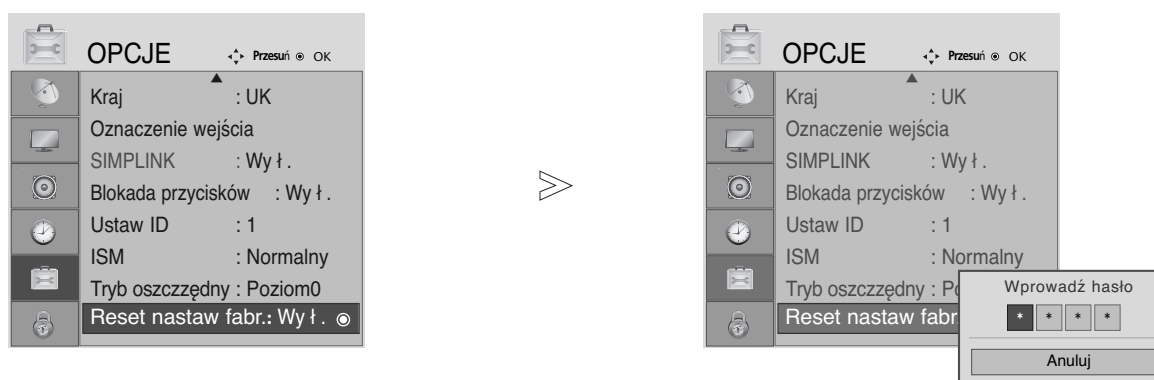 OPCJE Przesuń OK
Kraj : UK
Oznaczenie wejścia
SIMPLINK : Wy ł .
Blokada przycisków : Wy ł .
Ustaw ID : 1
ISM : Normalny
Tryb oszczzędny : Poziom0
Reset nastaw fabr.: Wy ł .
OPCJE Przesuń OK
Kraj : UK
Oznaczenie wejścia
SIMPLINK : Wy ł .
Blokada przycisków : Wy ł .
Ustaw ID : 1
ISM : Normalny
Tryb oszczzędny : Po
Reset nastaw fabr
Wprowadź hasło
* * * *
Anuluj